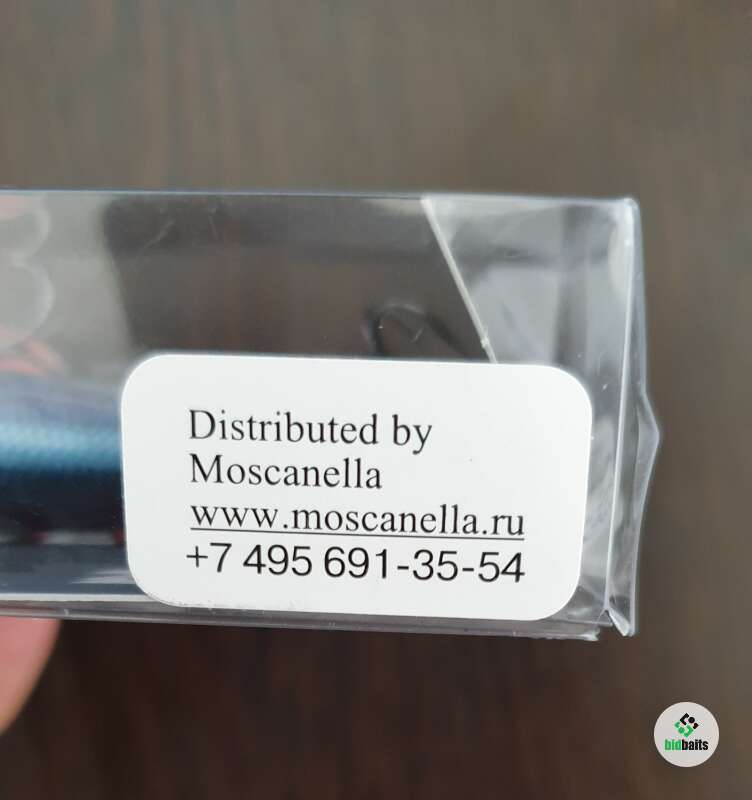 Distributed by
Moscanella
www.moscanella.ru
+7 495 691-35-54
bidbaits